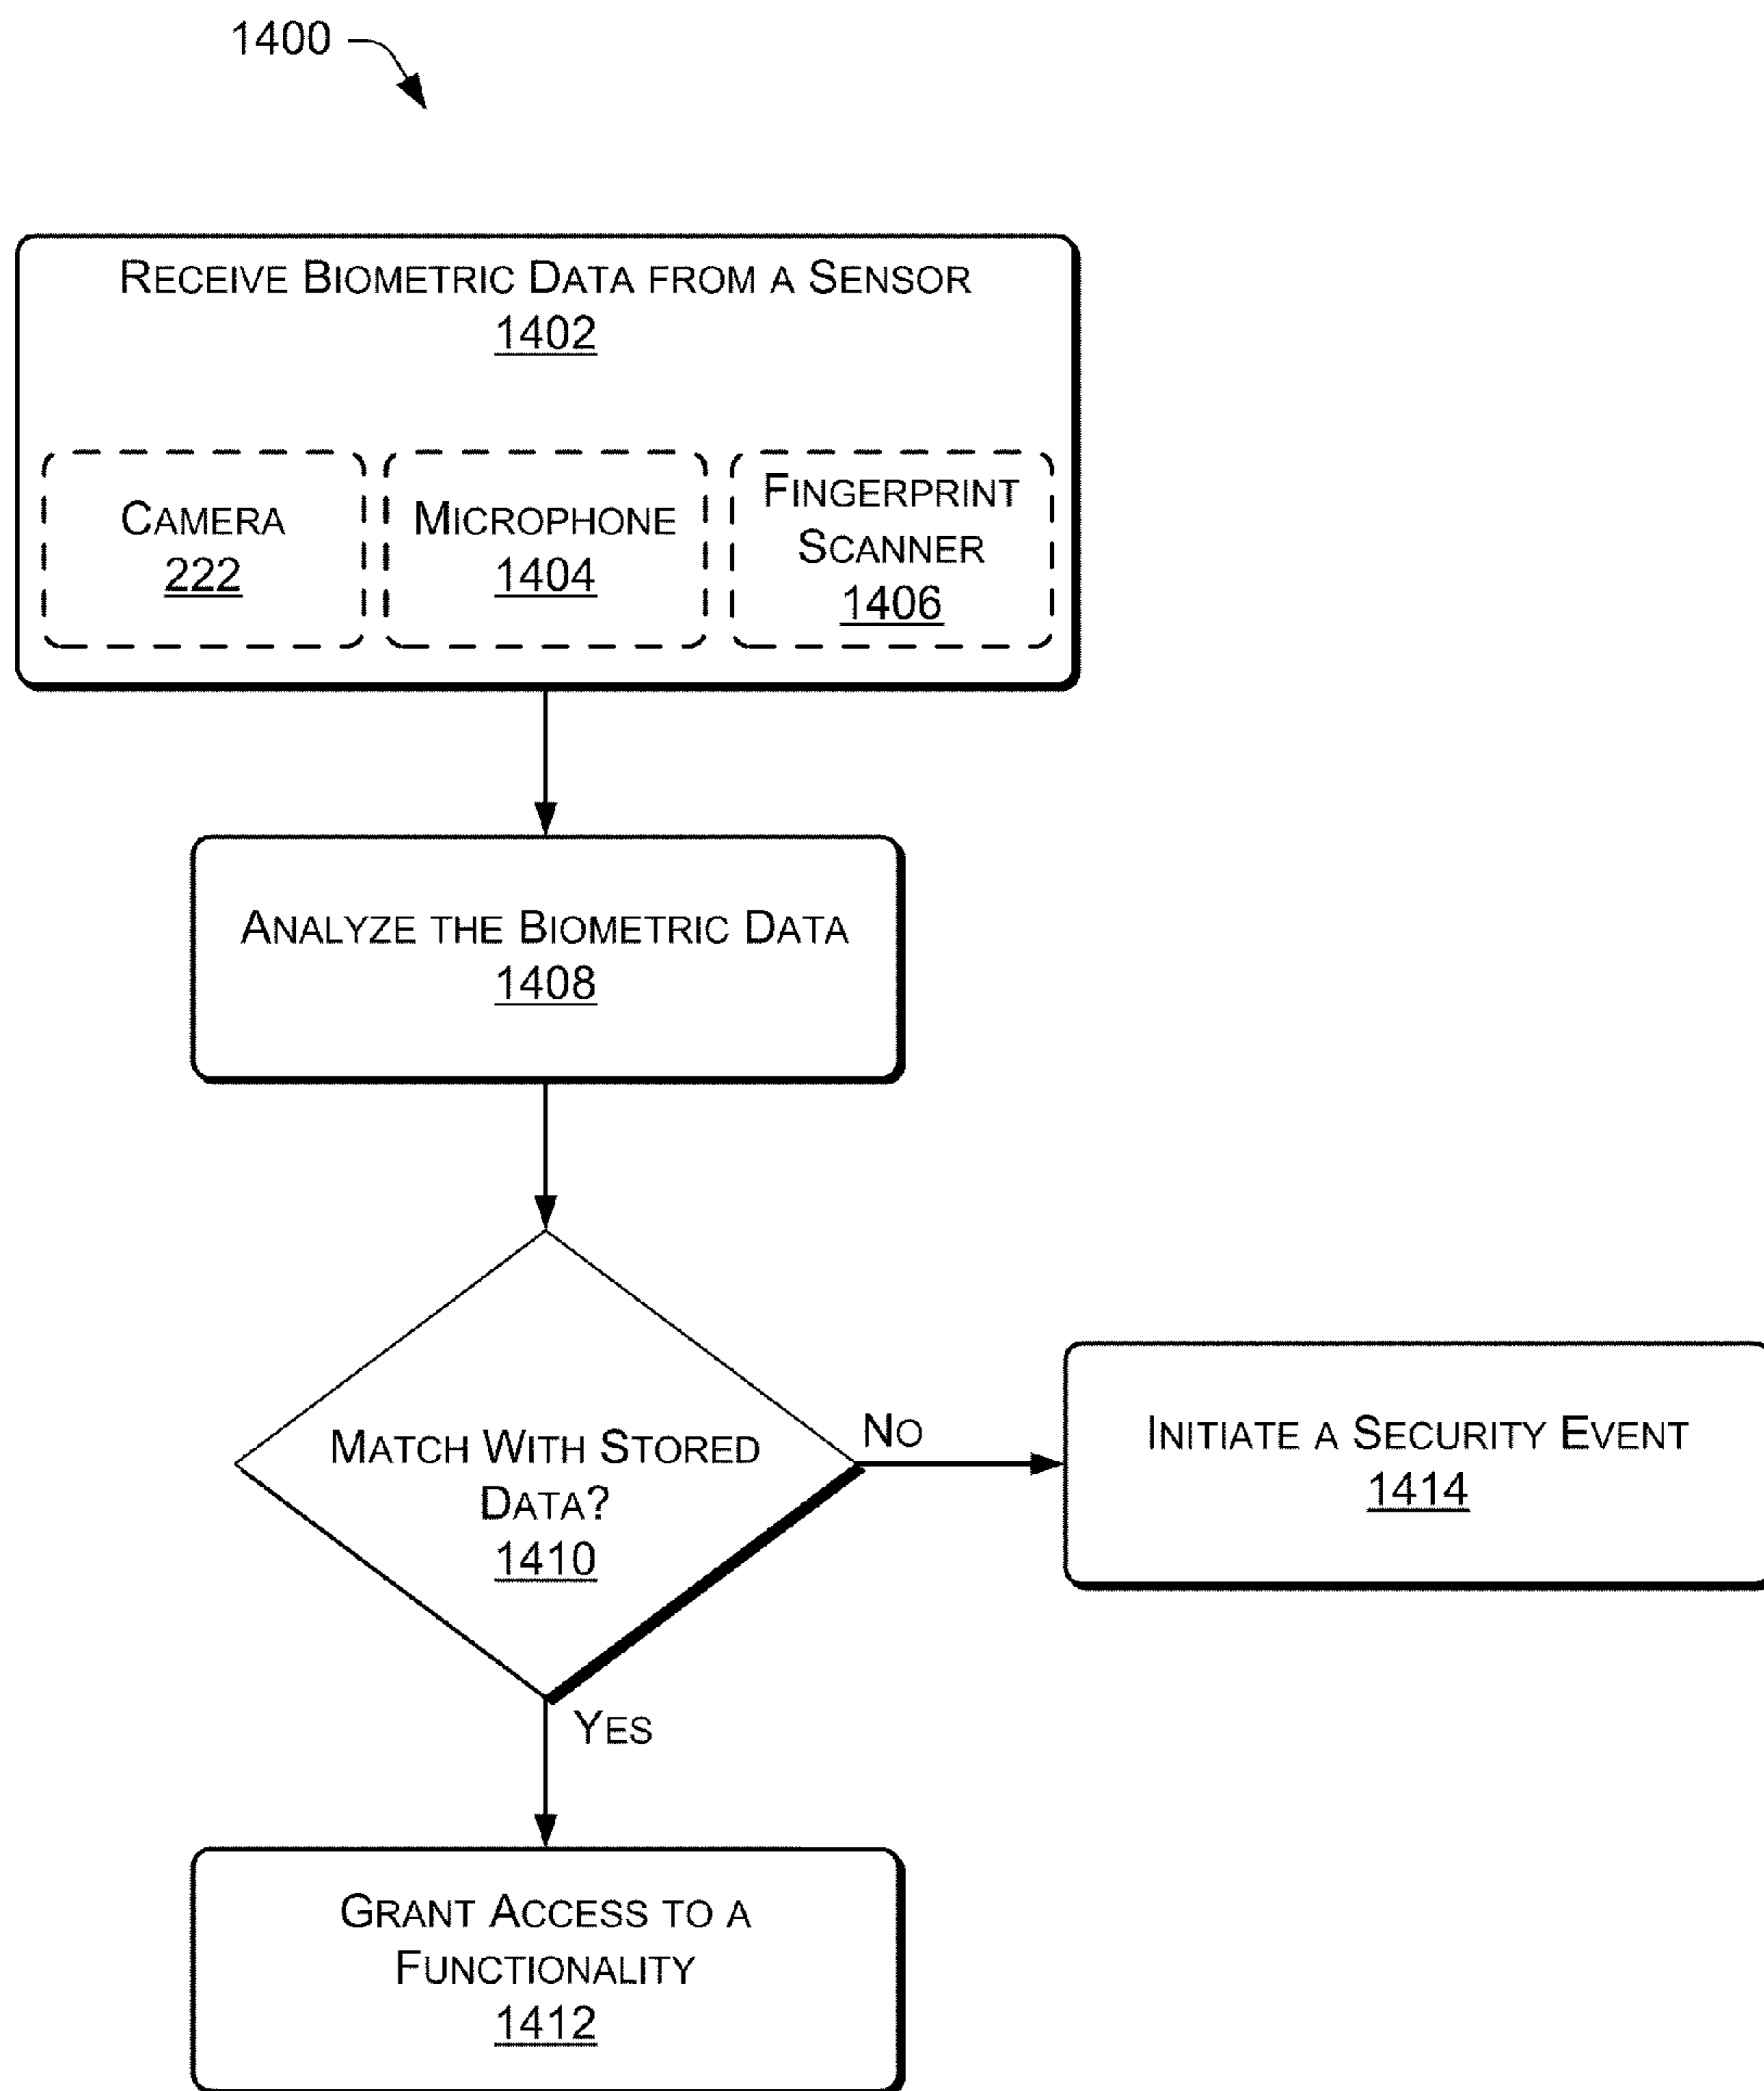 1400
RECEIVE BIOMETRIC DATA FROM A SENSOR
1402
CAMERA
222
MICROPHONE
1404
FINGERPRINT
SCANNER
1406
ANALYZE THE BIOMETRIC DATA
1408
MATCH WITH STORED
DATA?
1410
NO
INITIATE A SECURITY EVENT
1414
YES
GRANT ACCESS TO A
FUNCTIONALITY
1412